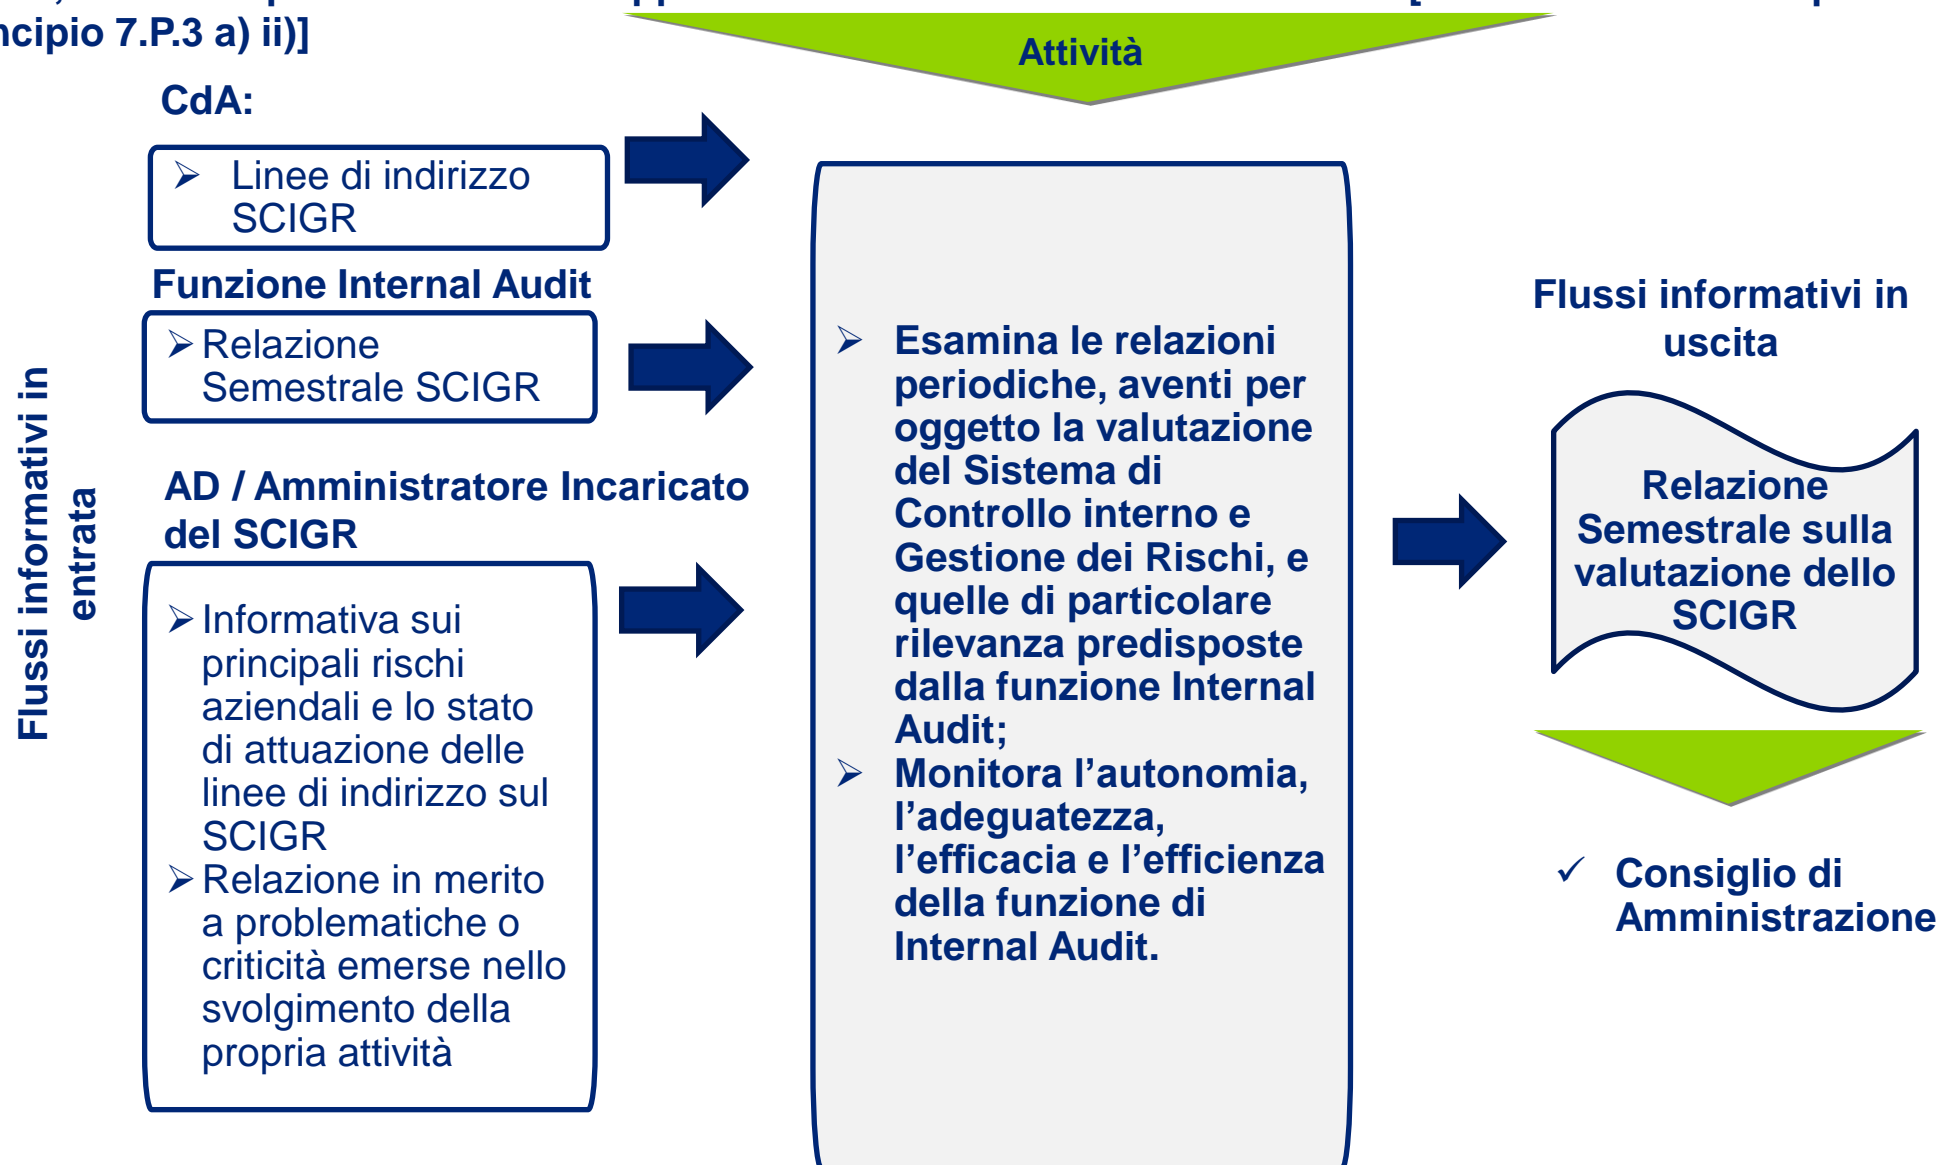 ncipio 7.P.3 a) ii)]
Attività
Flussi informativi in
entrata
CdA:
➢ Linee di indirizzo
SCIGR
Funzione Internal Audit
➢ Relazione
Semestrale SCIGR
AD / Amministratore Incaricato
del SCIGR
➢ Informativa sui
principali rischi
aziendali e lo stato
di attuazione delle
linee di indirizzo sul
SCIGR
➢ Relazione in merito
a problematiche o
criticità emerse nello
svolgimento della
propria attività
➢ Esamina le relazioni
periodiche, aventi per
oggetto la valutazione
del Sistema di
Controllo interno e
Gestione dei Rischi, e
quelle di particolare
rilevanza predisposte
dalla funzione Internal
Audit;
➢ Monitora l’autonomia,
l’adeguatezza,
l’efficacia e l’efficienza
della funzione di
Internal Audit.
Flussi informativi in
uscita
Relazione
Semestrale sulla
valutazione dello
SCIGR
✓ Consiglio di
Amministrazione